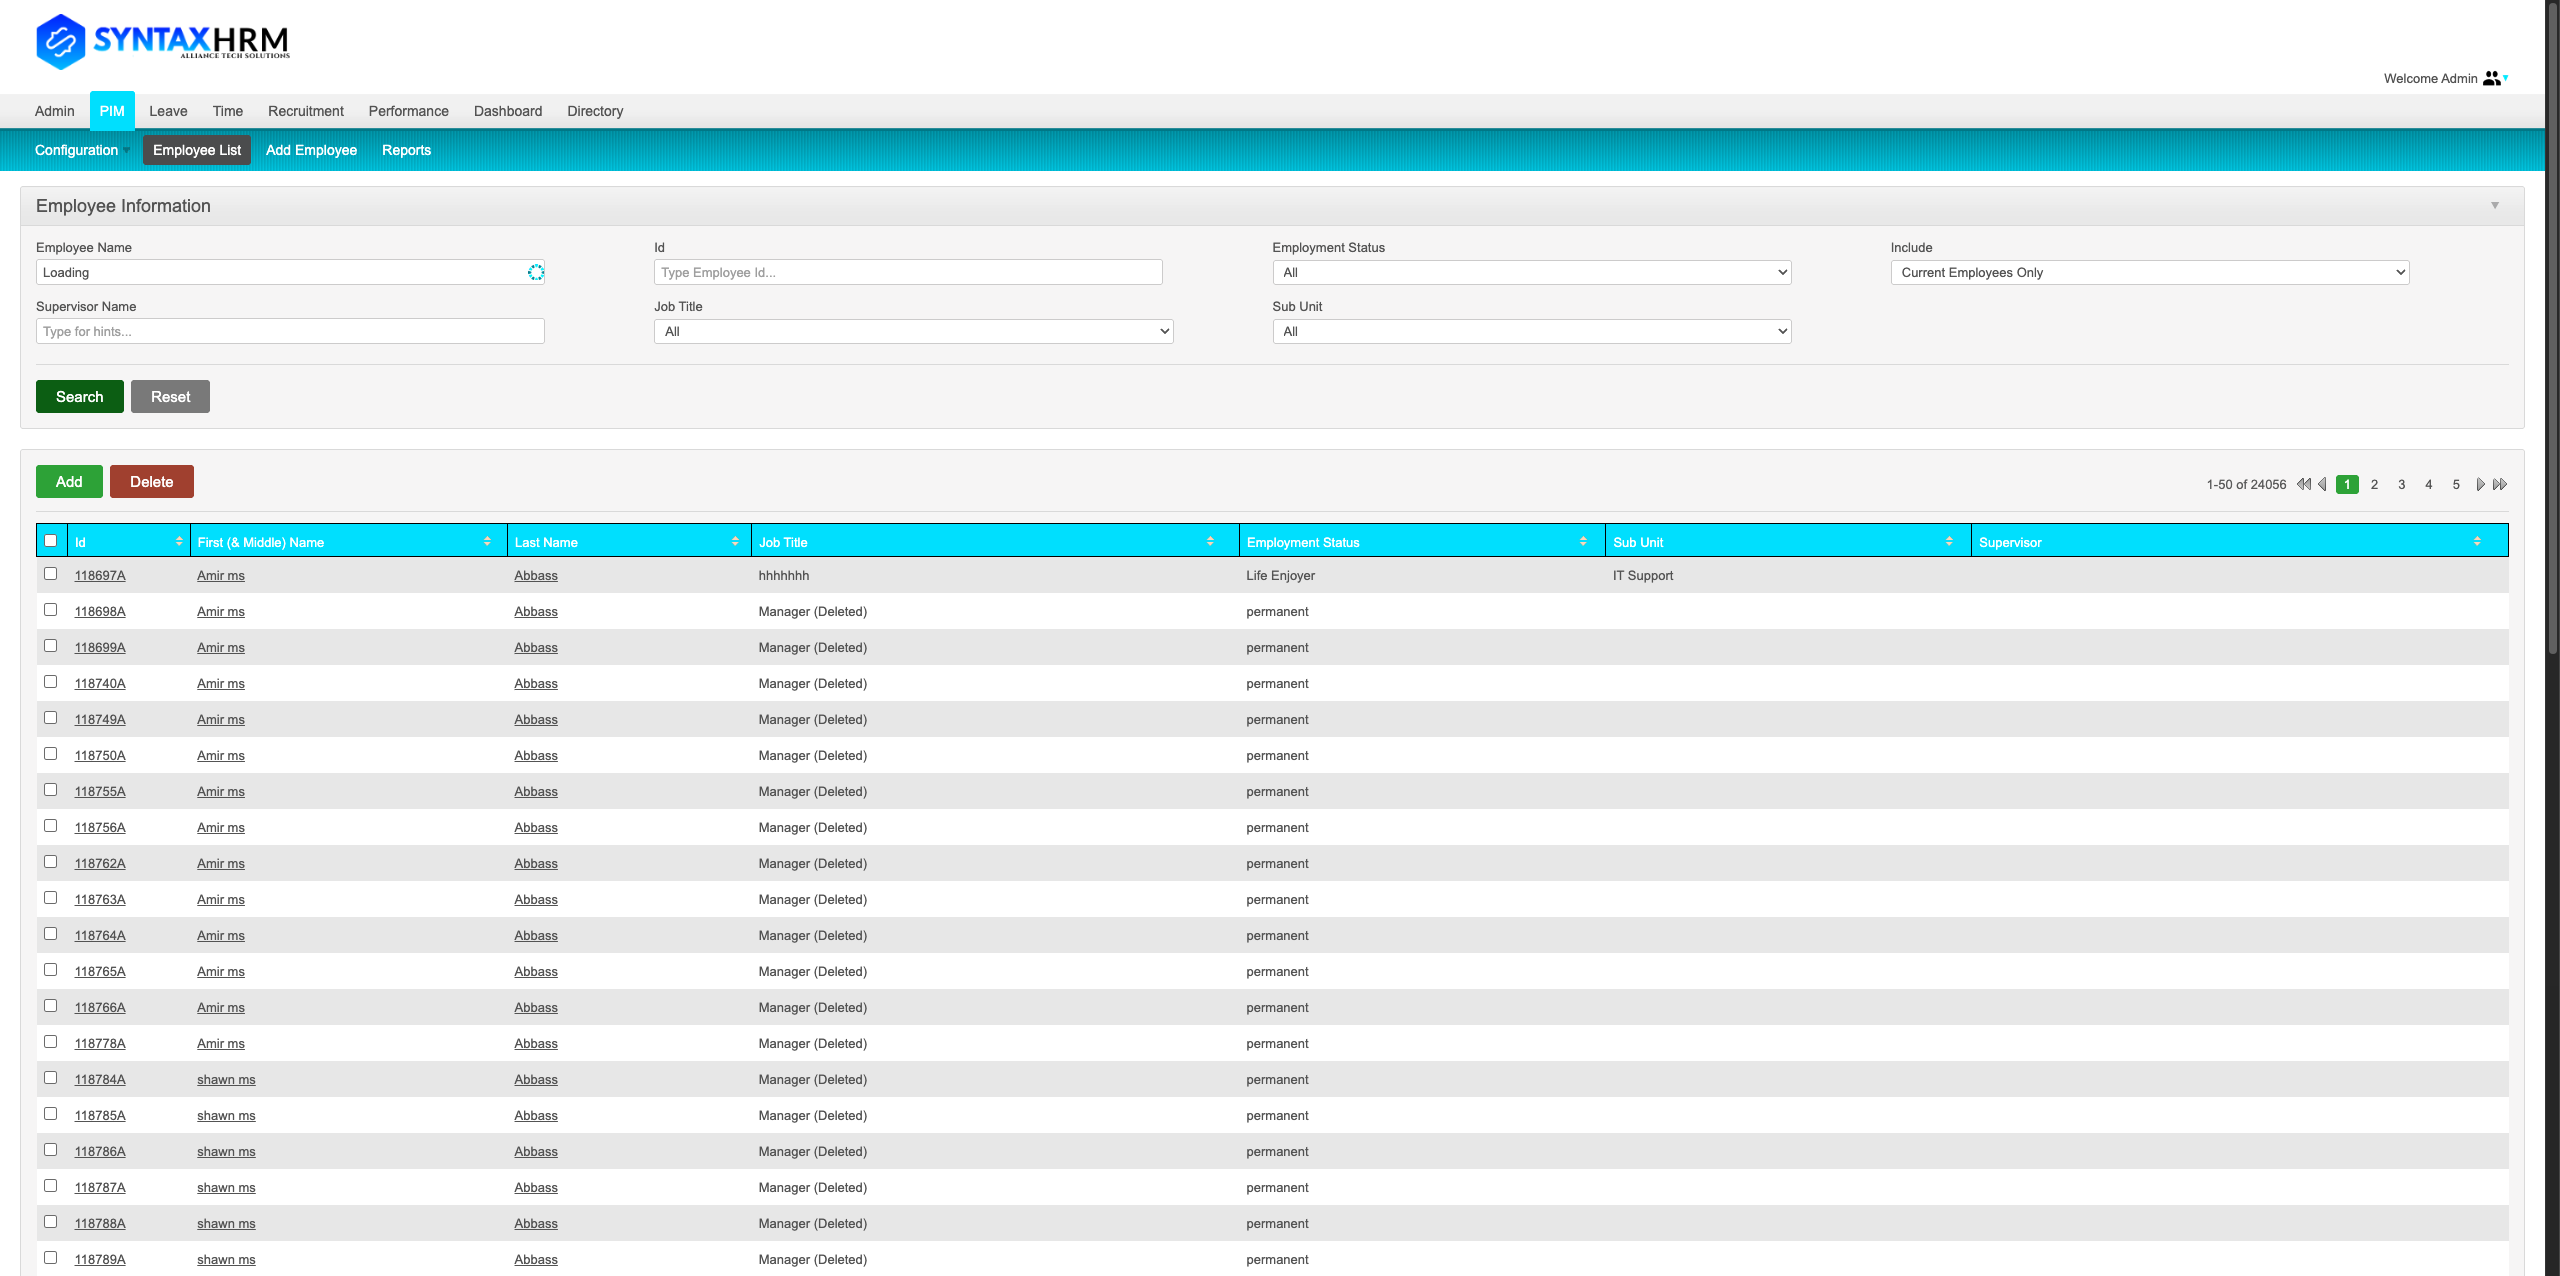 SYNTAXHRM
ALLIANCE TECH SOLUTIONS
Welcome Admin
Admin PIM Leave Time Recruitment Performance Dashboard Directory
Configuration Employee List Add Employee Reports
Employee Information
Employee Name Id Employment Status Include
Loading Type Employee Id... All Current Employees Only
Supervisor Name Job Title Sub Unit
Type for hints... All All
Search Reset
Add Delete 1-50 of 24056 1 2 3 4 5
Id First (& Middle) Name Last Name Job Title Employment Status Sub Unit Supervisor
118697A Amir ms Abbass hhhhhhh Life Enjoyer IT Support
118698A Amir ms Abbass Manager (Deleted) permanent
118699A Amir ms Abbass Manager (Deleted) permanent
118740A Amir ms Abbass Manager (Deleted) permanent
118749A Amir ms Abbass Manager (Deleted) permanent
118750A Amir ms Abbass Manager (Deleted) permanent
118755A Amir ms Abbass Manager (Deleted) permanent
118756A Amir ms Abbass Manager (Deleted) permanent
118762A Amir ms Abbass Manager (Deleted) permanent
118763A Amir ms Abbass Manager (Deleted) permanent
118764A Amir ms Abbass Manager (Deleted) permanent
118765A Amir ms Abbass Manager (Deleted) permanent
118766A Amir ms Abbass Manager (Deleted) permanent
118778A Amir ms Abbass Manager (Deleted) permanent
118784A shawn ms Abbass Manager (Deleted) permanent
118785A shawn ms Abbass Manager (Deleted) permanent
118786A shawn ms Abbass Manager (Deleted) permanent
118787A shawn ms Abbass Manager (Deleted) permanent
118788A shawn ms Abbass Manager (Deleted) permanent
118789A shawn ms Abbass Manager (Deleted) permanent